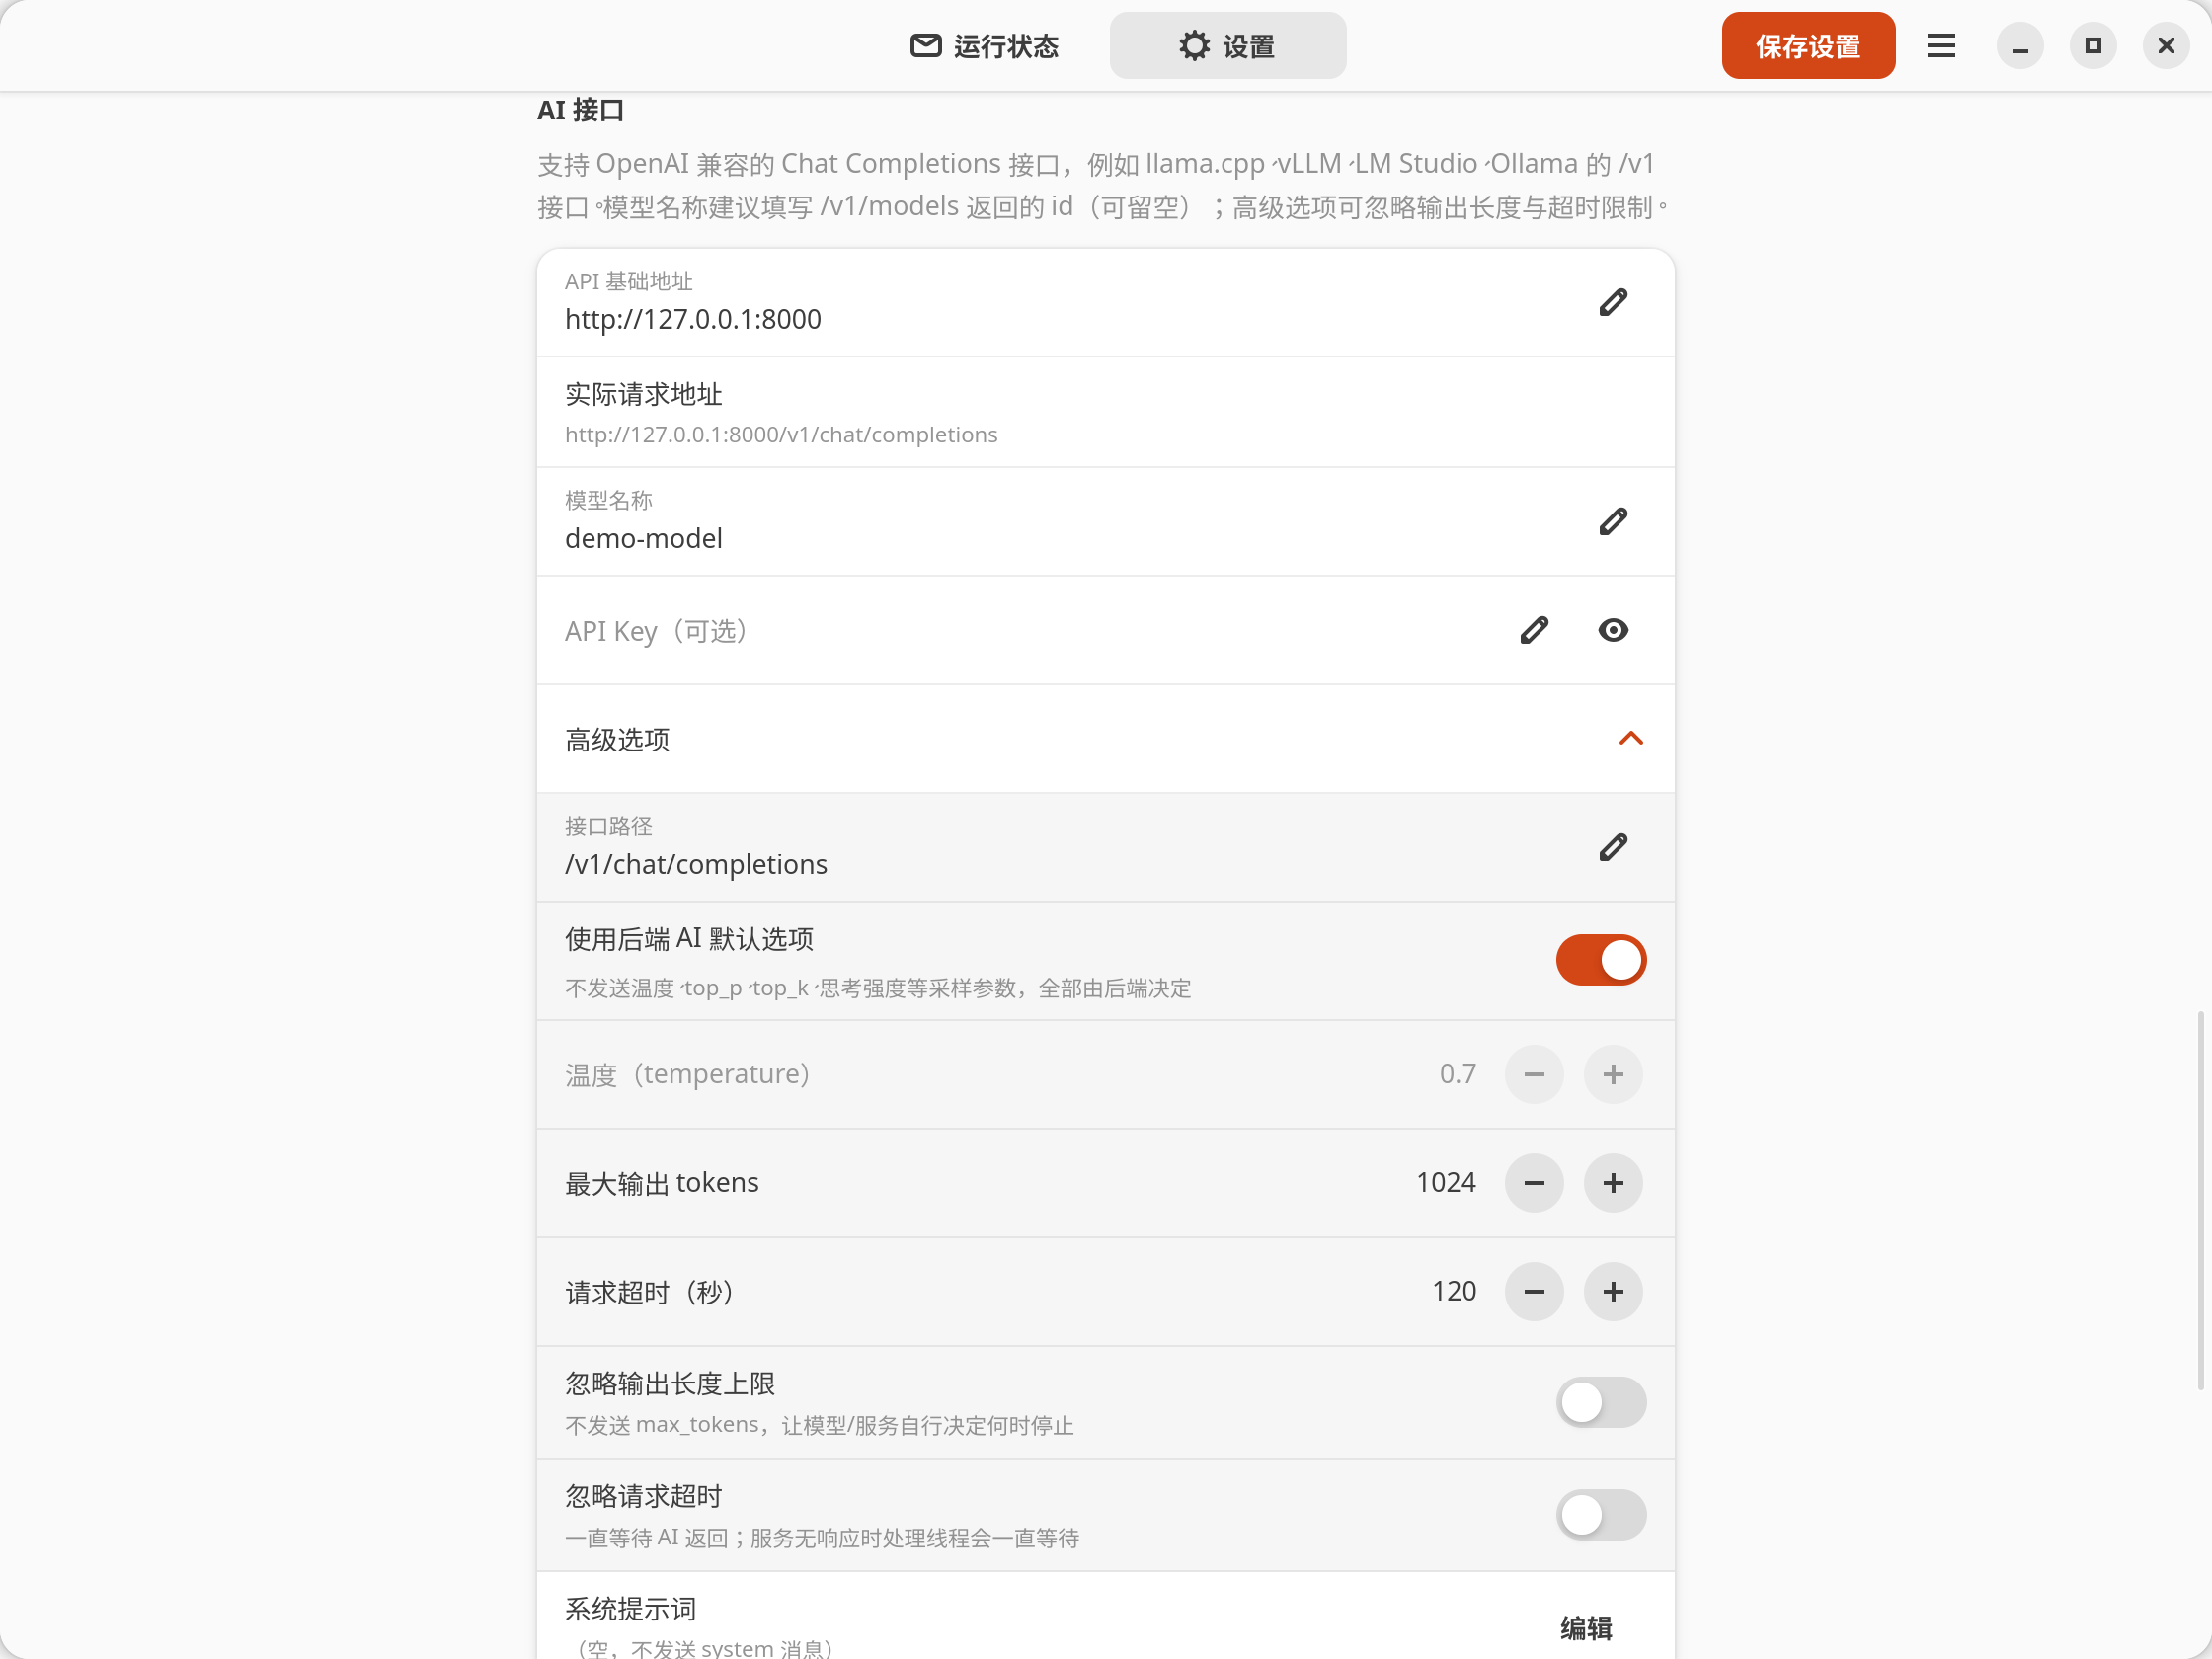 运行状态
设置
保存设置
AI 接口
支持 OpenAI 兼容的 Chat Completions 接口，例如 llama.cpp、vLLM、LM Studio、Ollama 的 /v1
接口。模型名称建议填写 /v1/models 返回的 id（可留空）；高级选项可忽略输出长度与超时限制。
API 基础地址
http://127.0.0.1:8000
实际请求地址
http://127.0.0.1:8000/v1/chat/completions
模型名称
demo-model
API Key（可选）
高级选项
接口路径
/v1/chat/completions
使用后端 AI 默认选项
不发送温度、top_p、top_k、思考强度等采样参数，全部由后端决定
温度（temperature）
0.7
最大输出 tokens
1024
请求超时（秒）
120
忽略输出长度上限
不发送 max_tokens，让模型/服务自行决定何时停止
忽略请求超时
一直等待 AI 返回；服务无响应时处理线程会一直等待
系统提示词
（空，不发送 system 消息）
编辑